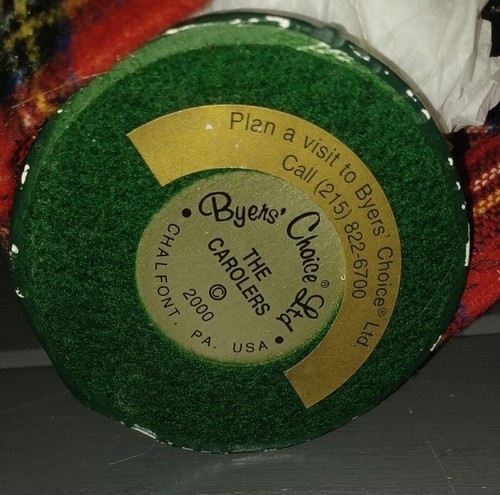 Plan a visit to Byers' Choice® Ltd.
Call (215) 822-6700
Byers' Choice® Ltd
THE
CAROLERS
©
2000
• CHALFONT, PA. USA •